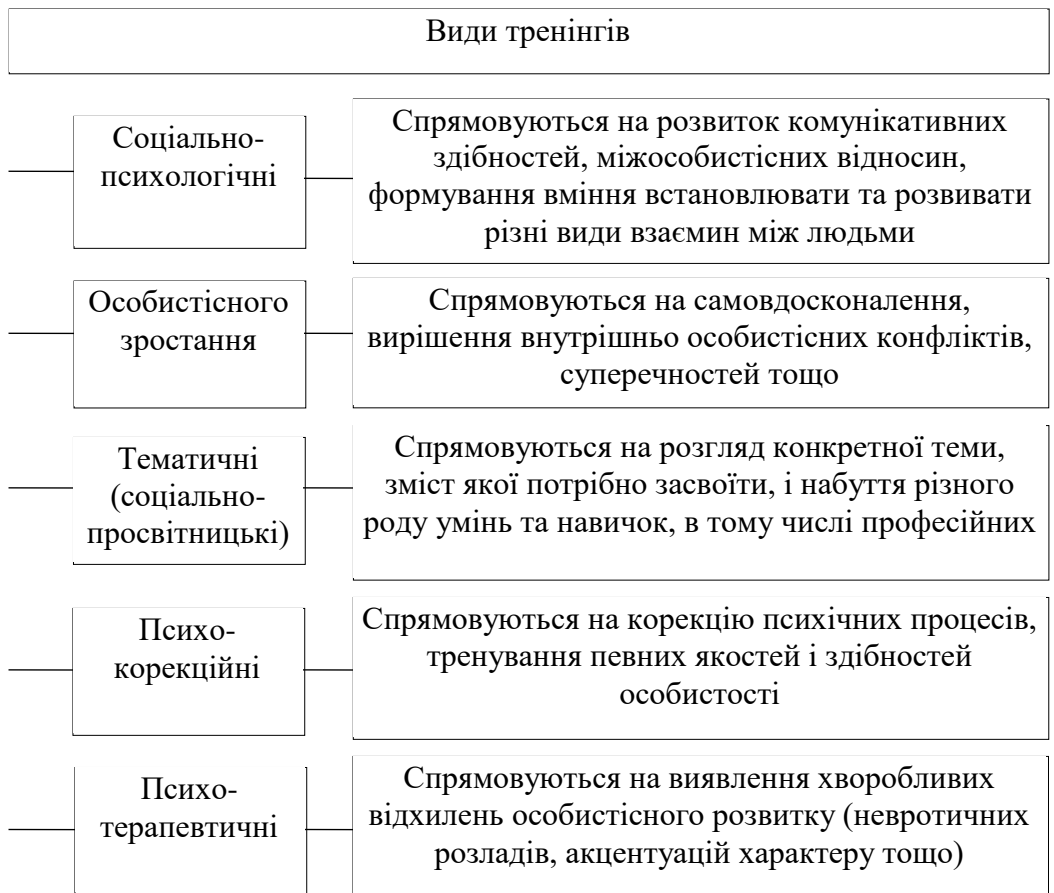 Види тренінгів
Соціально-
психологічні
Спрямовуються на розвиток комунікативних
здібностей, міжособистісних відносин,
формування вміння встановлювати та розвивати
різні види взаємин між людьми
Особистісного
зростання
Спрямовуються на самовдосконалення,
вирішення внутрішньо особистісних конфліктів,
суперечностей тощо
Тематичні
(соціально-
просвітницькі)
Спрямовуються на розгляд конкретної теми,
зміст якої потрібно засвоїти, і набуття різного
роду умінь та навичок, в тому числі професійних
Психо-
корекційні
Спрямовуються на корекцію психічних процесів,
тренування певних якостей і здібностей
особистості
Психо-
терапевтичні
Спрямовуються на виявлення хворобливих
відхилень особистісного розвитку (невротичних
розладів, акцентуацій характеру тощо)